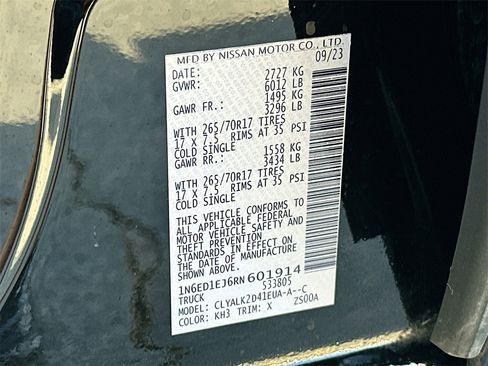 MFD BY NISSAN MOTOR CO., LTD.
DATE: 09/23
GVWR: 2727 KG
6012 LB
GAWR FR.: 1495 KG
3296 LB
WITH 265/70R17 TIRES
17 X 7.5 RIMS AT 35 PSI
COLD SINGLE
GAWR RR.: 1558 KG
3434 LB
WITH 265/70R17 TIRES
17 X 7.5 RIMS AT 35 PSI
COLD SINGLE
THIS VEHICLE CONFORMS TO
ALL APPLICABLE FEDERAL
MOTOR VEHICLE SAFETY AND
THEFT PREVENTION
STANDARDS IN EFFECT ON
THE DATE OF MANUFACTURE
SHOWN ABOVE.
1N6ED1EJ6RN601914
TRUCK 533805
MODEL: CLYALK2D41EUA-A--C
COLOR: KH3 TRIM: X ZS00A